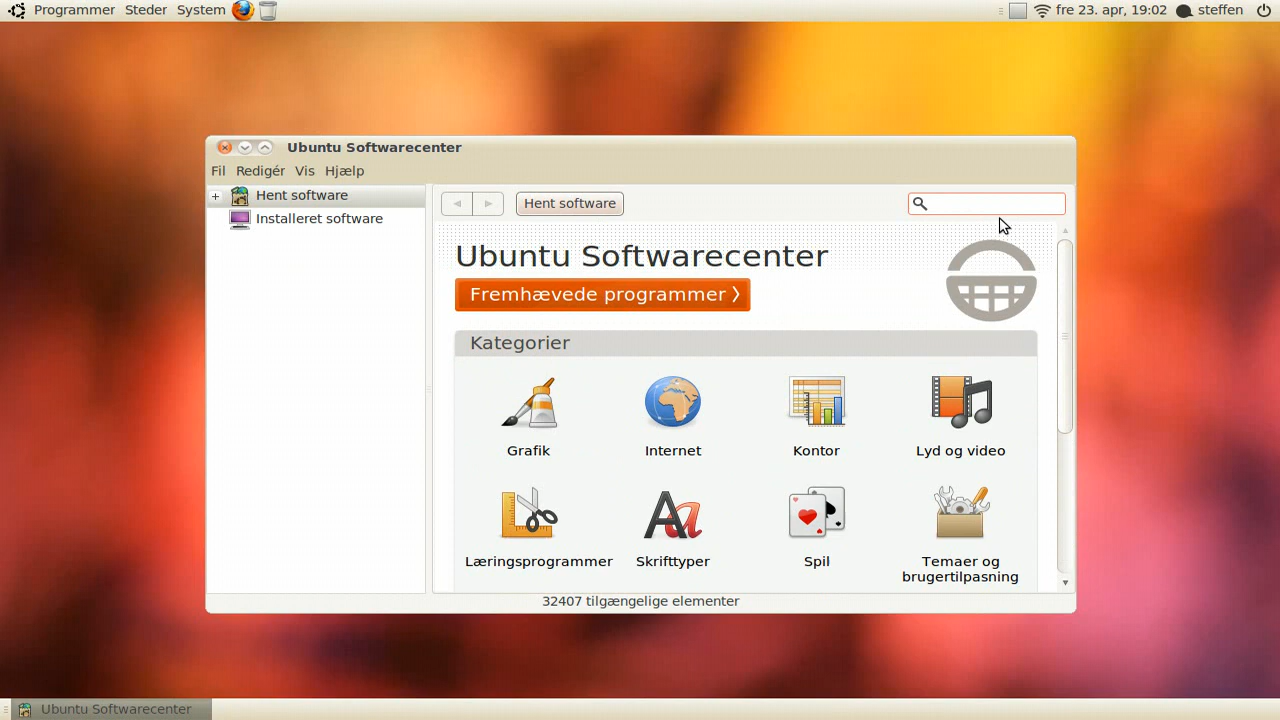 Programmer Steder System fre 23. apr, 19:02 steffen
Ubuntu Softwarecenter
Fil Redigér Vis Hjælp
Hent software
Installeret software
Hent software
Ubuntu Softwarecenter
Fremhævede programmer
Kategorier
Grafik Internet Kontor Lyd og video
Læringsprogrammer Skrifttyper Spil Temaer og
brugertilpasning
32407 tilgængelige elementer
Ubuntu Softwarecenter